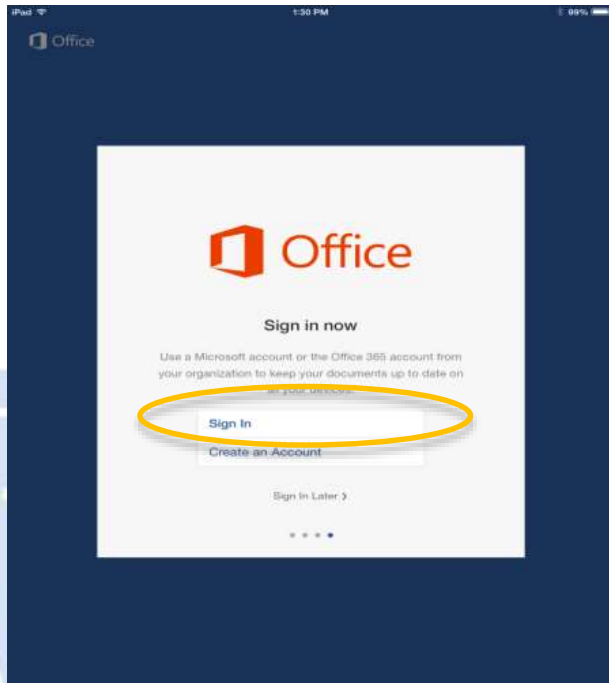 iPad 1:30 PM 99%
Office
Office
Sign in now
Use a Microsoft account or the Office 365 account from
your organization to keep your documents up to date on
all your devices.
Sign In
Create an Account
Sign In Later >